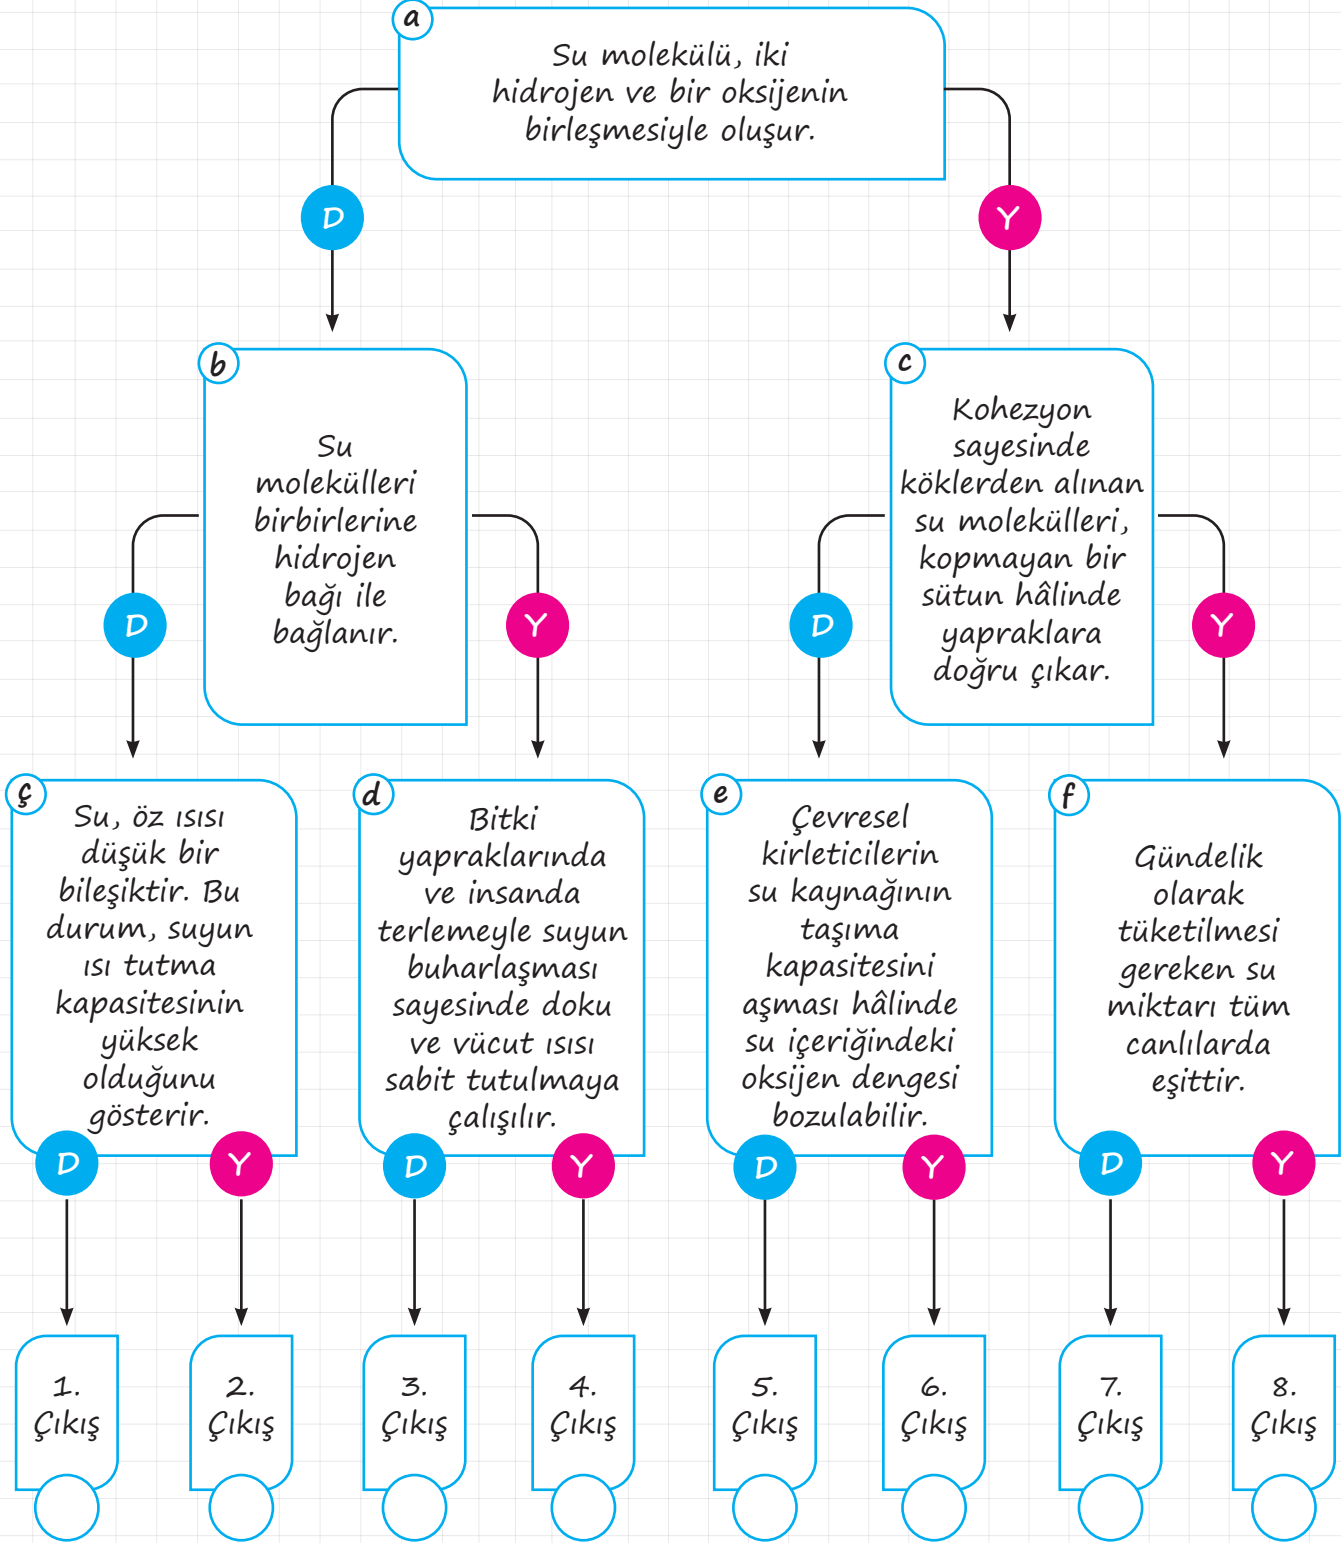 a
Su molekülü, iki
hidrojen ve bir oksijenin
birleşmesiyle oluşur.
D
Y
b
Su
molekülleri
birbirlerine
hidrojen
bağı ile
bağlanır.
D
Y
c
Kohezyon
sayesinde
köklerden alınan
su molekülleri,
kopmayan bir
sütun hâlinde
yapraklara
doğru çıkar.
D
Y
ç
Su, öz ısısı
düşük bir
bileşiktir. Bu
durum, suyun
ısı tutma
kapasitesinin
yüksek
olduğunu
gösterir.
D
Y
d
Bitki
yapraklarında
ve insanda
terlemeyle suyun
buharlaşması
sayesinde doku
ve vücut ısısı
sabit tutulmaya
çalışılır.
D
Y
e
Çevresel
kirleticilerin
su kaynağının
taşıma
kapasitesini
aşması hâlinde
su içeriğindeki
oksijen dengesi
bozulabilir.
D
Y
f
Gündelik
olarak
tüketilmesi
gereken su
miktarı tüm
canlılarda
eşittir.
D
Y
1.
Çıkış
2.
Çıkış
3.
Çıkış
4.
Çıkış
5.
Çıkış
6.
Çıkış
7.
Çıkış
8.
Çıkış